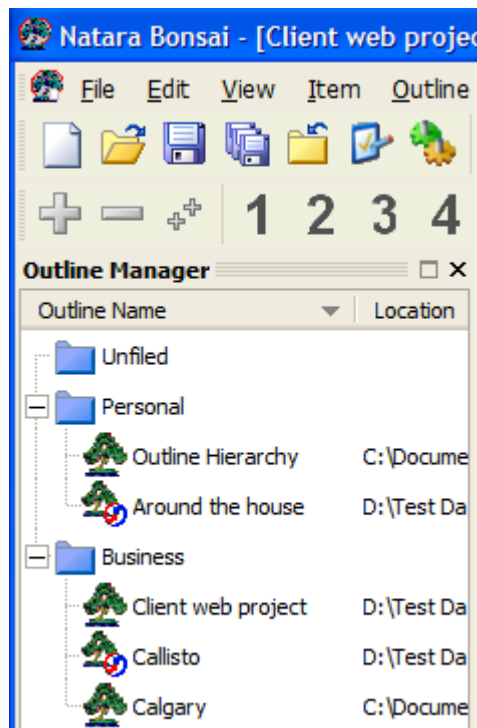 Natara Bonsai - [Client web projec
File Edit View Item Outline
1 2 3 4
Outline Manager
Outline Name Location
Unfiled
Personal
Outline Hierarchy C:\Docume
Around the house D:\Test Da
Business
Client web project D:\Test Da
Callisto D:\Test Da
Calgary C:\Docume